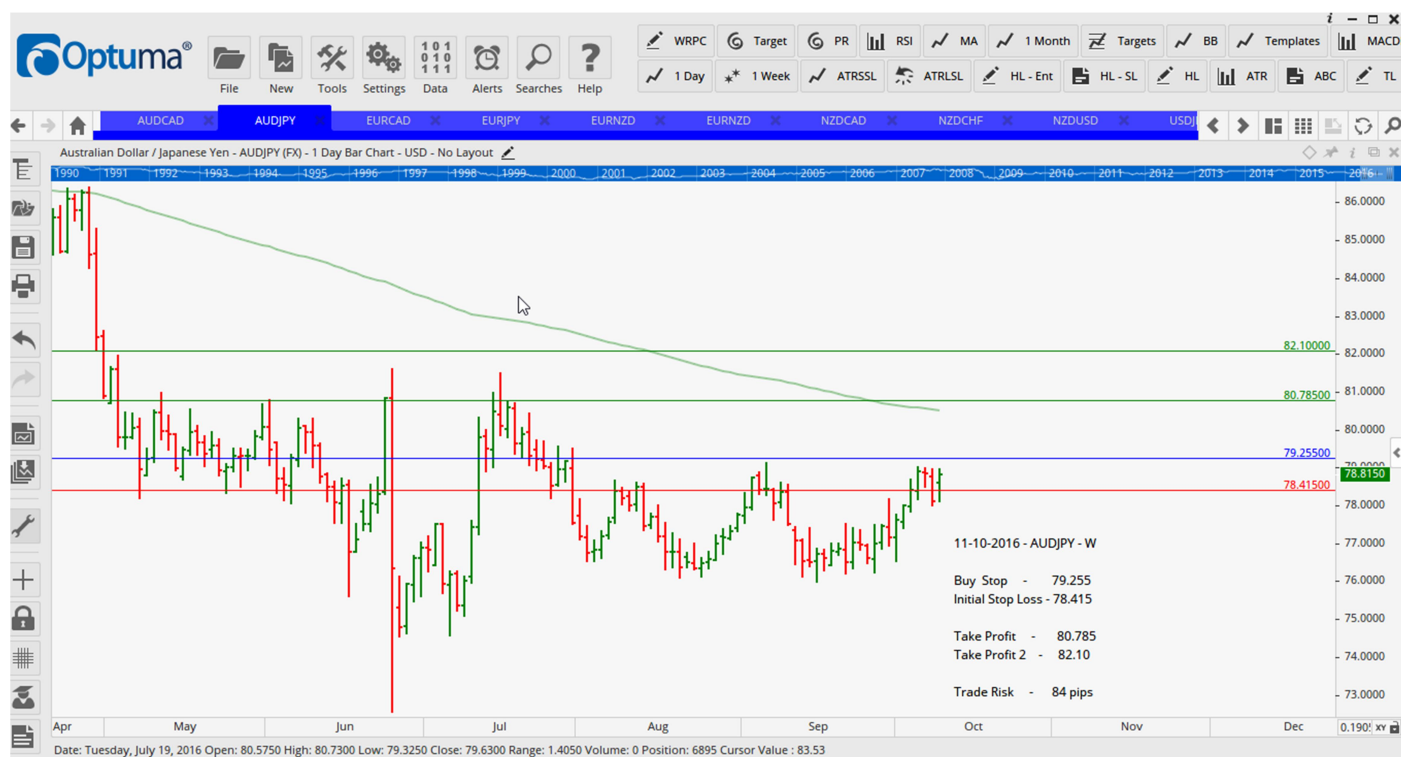 i
Optuma®
File New Tools Settings Data Alerts Searches Help
101
010
111
WRPC Target PR RSI MA 1 Month Targets BB Templates MACD
1 Day 1 Week ATRSSL ATRLSL HL - Ent HL - SL HL ATR ABC TL
AUDCAD AUDJPY EURCAD EURJPY EURNZD EURNZD NZDCAD NZDCHF NZDUSD
Australian Dollar / Japanese Yen - AUDJPY (FX) - 1 Day Bar Chart - USD - No Layout
1990 1991 1992 1993 1994 1995 1996 1997 1998 1999 2000 2001 2002 2003 2004 2005 2006 2007 2008 2009 2010 2011 2012 2013 2014 2015 2016
86.0000
85.0000
84.0000
83.0000
82.10000
82.0000
81.0000
80.78500
80.0000
79.25500
79.0000
78.8150
78.41500
78.0000
77.0000
76.0000
75.0000
74.0000
73.0000
11-10-2016 - AUDJPY - W
Buy Stop - 79.255
Initial Stop Loss - 78.415
Take Profit - 80.785
Take Profit 2 - 82.10
Trade Risk - 84 pips
Apr May Jun Jul Aug Sep Oct Nov Dec
XY
Date: Tuesday, July 19, 2016 Open: 80.5750 High: 80.7300 Low: 79.3250 Close: 79.6300 Range: 1.4050 Volume: 0 Position: 6895 Cursor Value : 83.53